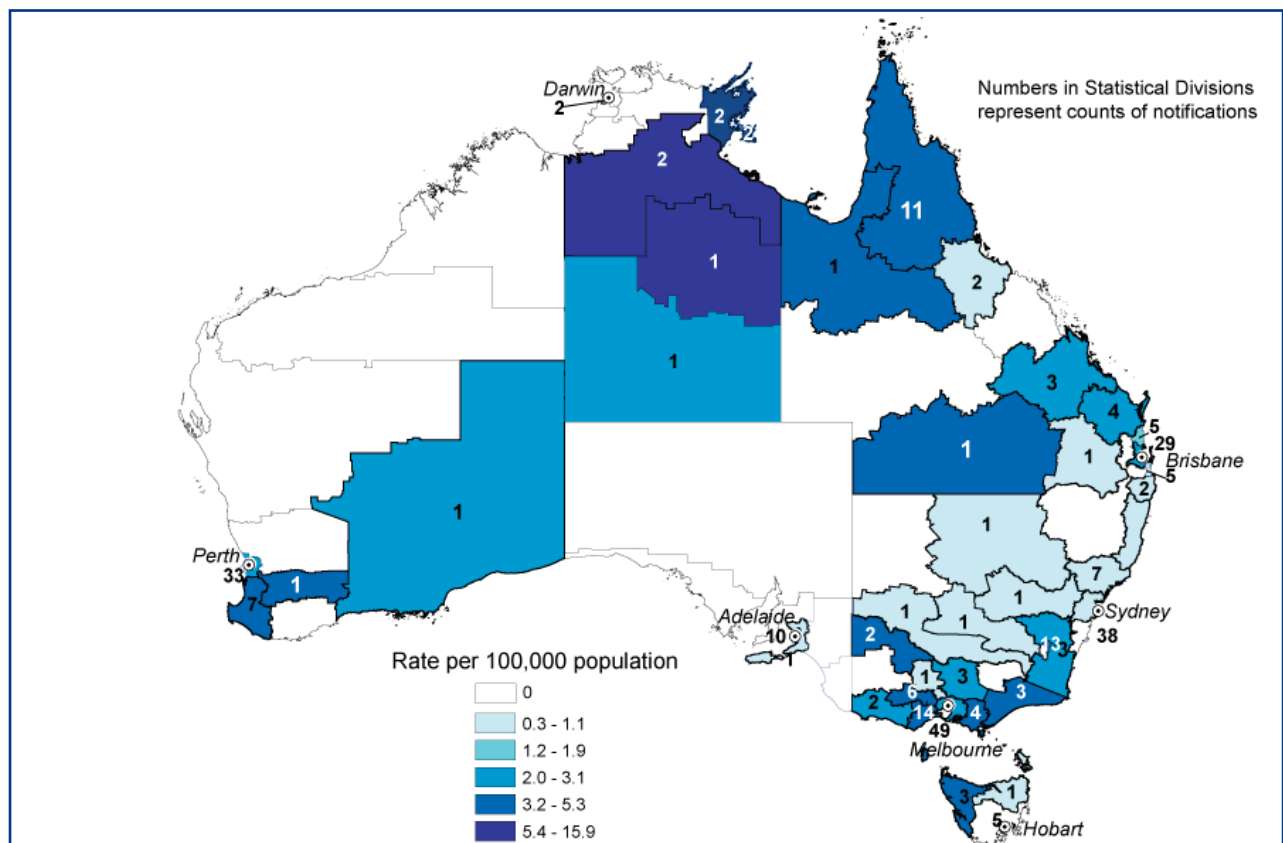 Numbers in Statistical Divisions
represent counts of notifications
Darwin
2
2
2
11
1
1
2
1
3
4
5
29
Brisbane
5
1
1
2
1
1
7
Perth
33
1
7
1
1
Sydney
38
Adelaide
10
1
2
13
3
1
3
3
6
2
14
4
49
Melbourne
3
1
5
Hobart
Rate per 100,000 population
0
0.3 - 1.1
1.2 - 1.9
2.0 - 3.1
3.2 - 5.3
5.4 - 15.9